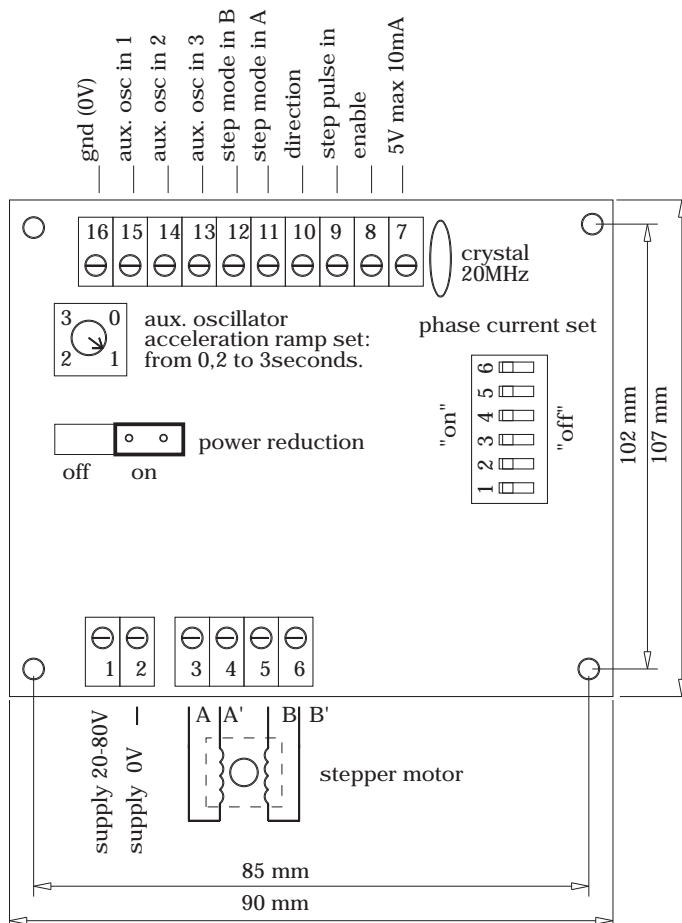 gnd (0V)
aux. osc in 1
aux. osc in 2
aux. osc in 3
step mode in B
step mode in A
direction
step pulse in
enable
5V max 10mA
16 15 14 13 12 11 10 9 8 7
crystal
20MHz
3 0
2 1
aux. oscillator
acceleration ramp set:
from 0,2 to 3seconds.
phase current set
"on"
6
5
4
3
2
1
"off"
power reduction
off on
102 mm
107 mm
1 2 3 4 5 6
A A' B B'
supply 20-80V
supply 0V
stepper motor
85 mm
90 mm